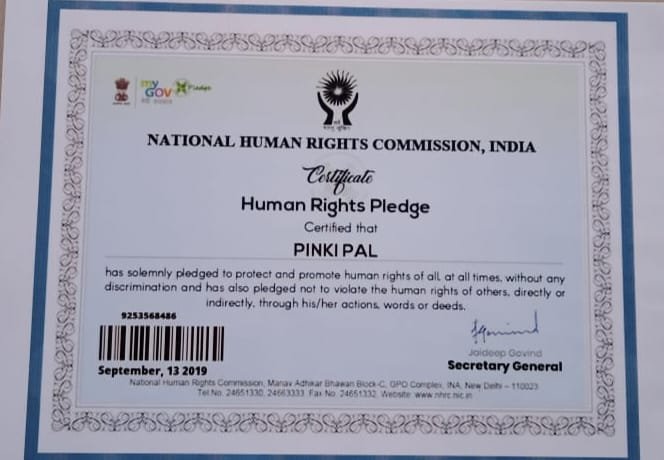 my
GOV
मेरी सरकार
Pledge
NATIONAL HUMAN RIGHTS COMMISSION, INDIA
Certificate
Human Rights Pledge
Certified that
PINKI PAL
has solemnly pledged to protect and promote human rights of all, at all times, without any
discrimination and has also pledged not to violate the human rights of others, directly or
indirectly, through his/her actions, words or deeds.
9253568486
September, 13 2019
Jaideep Govind
Secretary General
National Human Rights Commission, Manav Adhikar Bhawan Block-C, GPO Complex, INA, New Delhi – 110023
Tel.No. 24651330, 24663333 Fax No. 24651332, Website: www.nhrc.nic.in